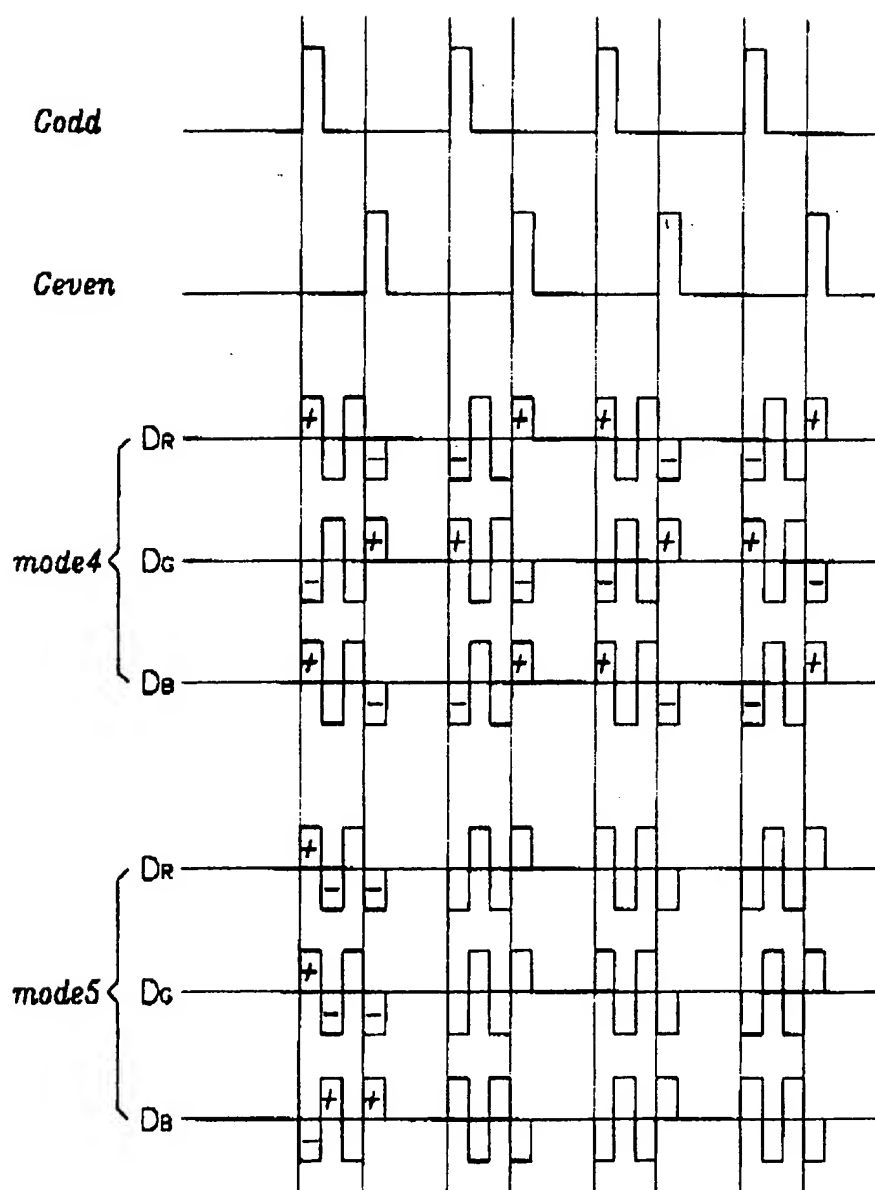 Codd
Ceven
DR + - - + + - - +
mode4 DG - + + - - + + -
DB + - - + + - - +
DR + - -
mode5 DG + - -
DB - + +